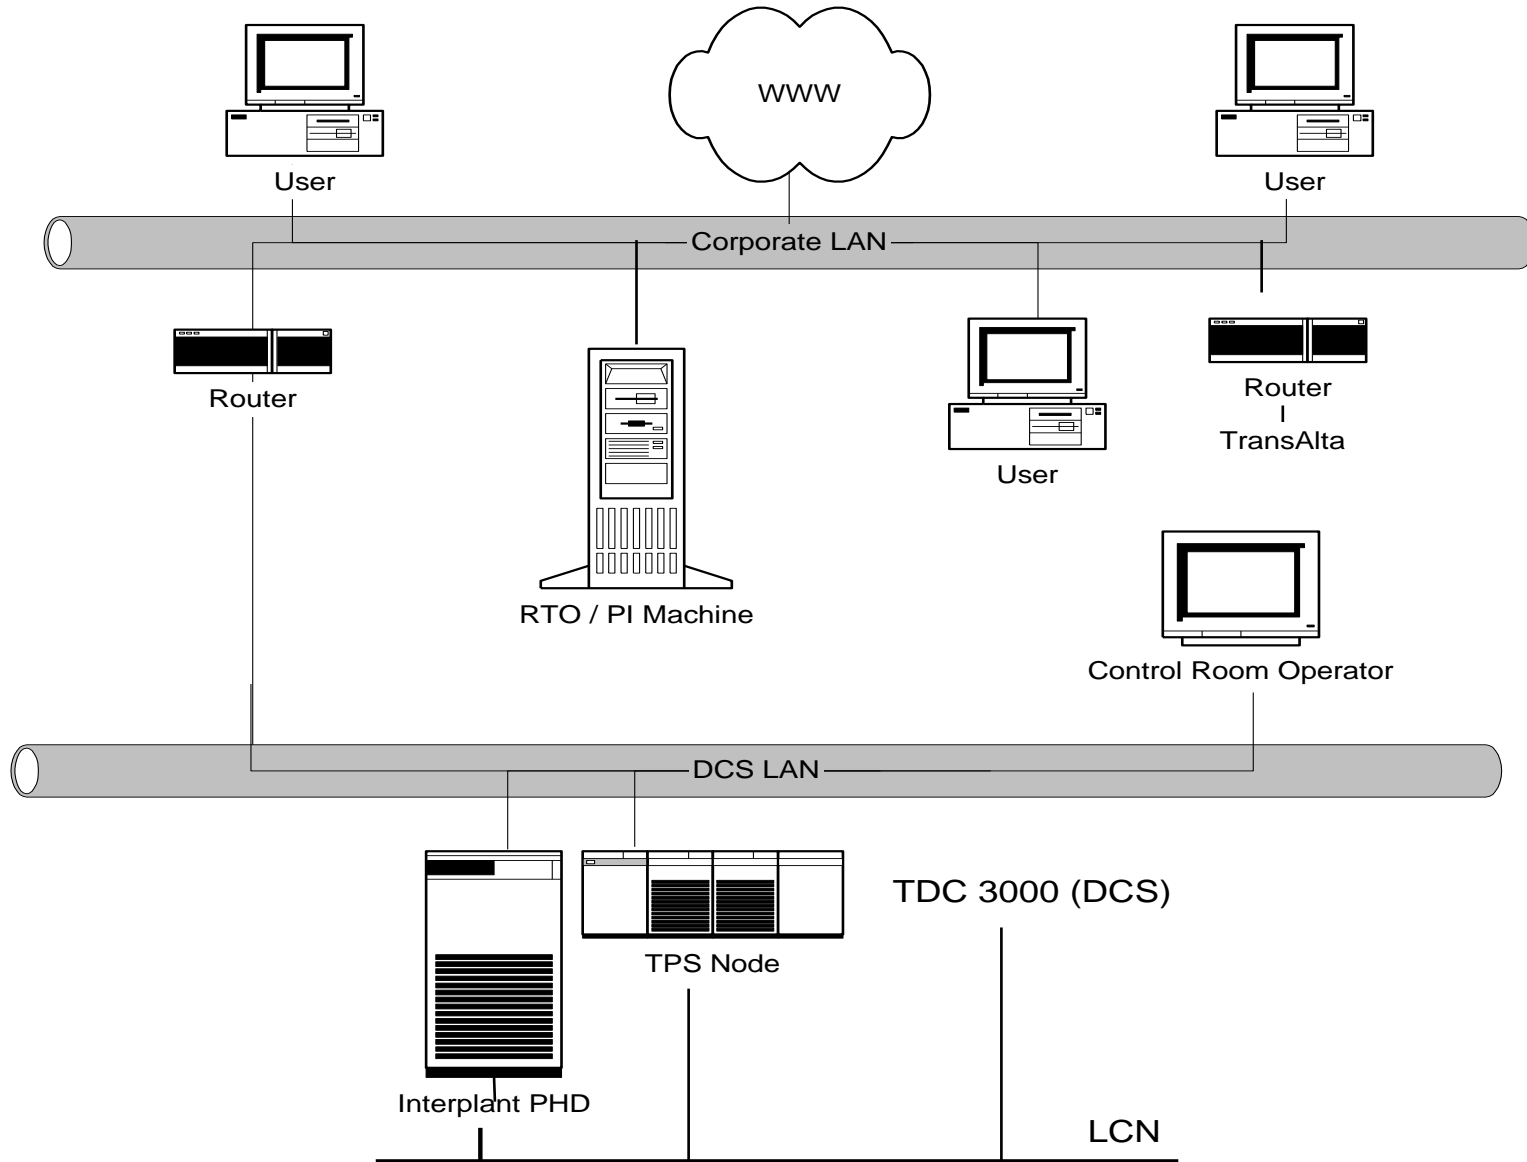 WWW
User
User
Corporate LAN
Router
Router
I
TransAlta
User
RTO / PI Machine
Control Room Operator
DCS LAN
TDC 3000 (DCS)
TPS Node
Interplant PHD
LCN